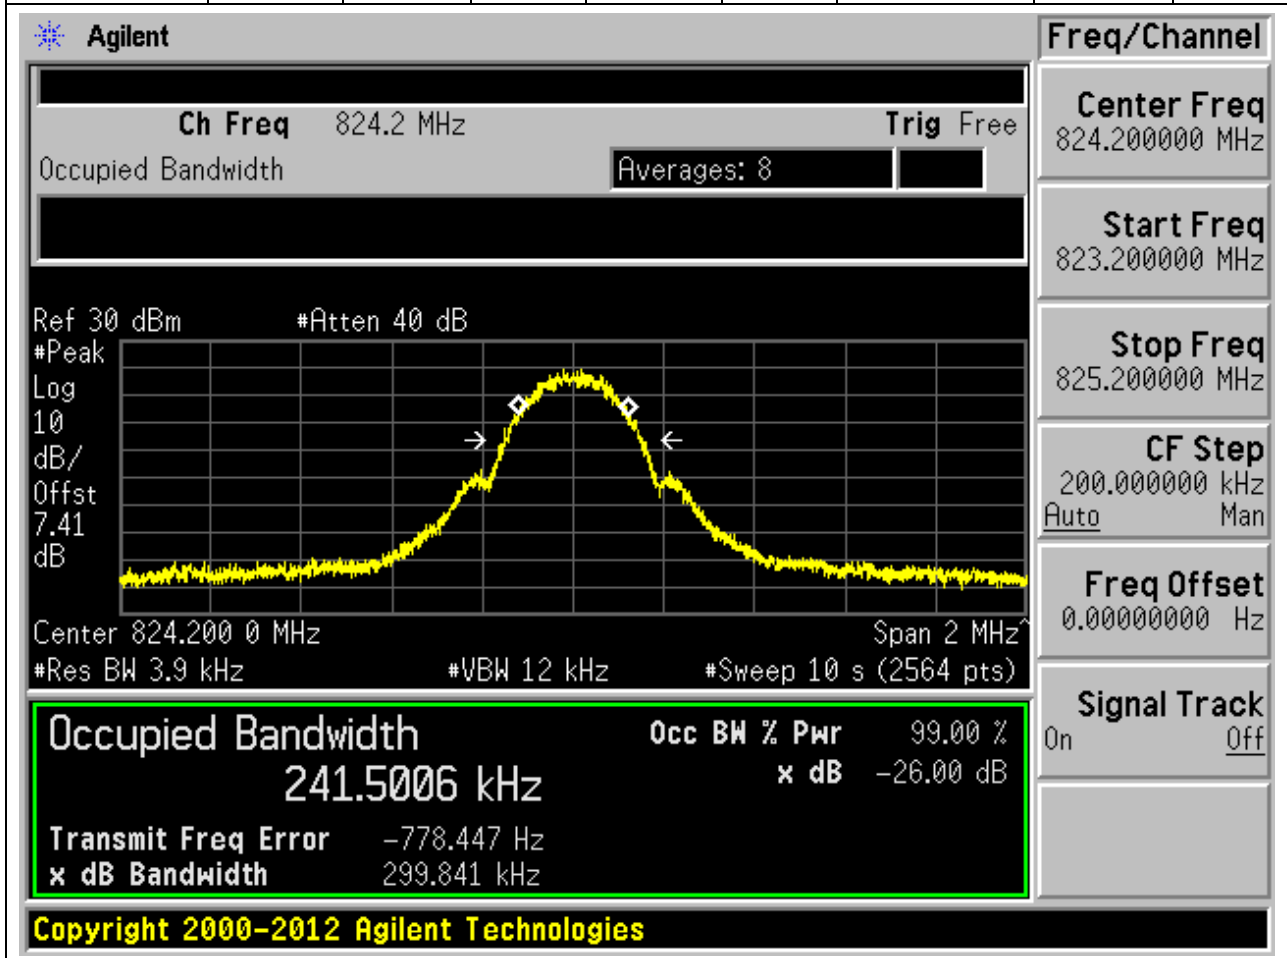 Agilent
Freq/Channel
Ch Freq 824.2 MHz Trig Free
Occupied Bandwidth Averages: 8
Center Freq
824.200000 MHz
Start Freq
823.200000 MHz
Stop Freq
825.200000 MHz
CF Step
200.000000 kHz
Auto Man
Freq Offset
0.00000000 Hz
Signal Track
On Off
Ref 30 dBm #Atten 40 dB
#Peak
Log
10
dB/
Offst
7.41
dB
Center 824.200 0 MHz Span 2 MHz^
#Res BW 3.9 kHz #VBW 12 kHz #Sweep 10 s (2564 pts)
Occupied Bandwidth
241.5006 kHz
Occ BW % Pwr 99.00 %
x dB -26.00 dB
Transmit Freq Error -778.447 Hz
x dB Bandwidth 299.841 kHz
Copyright 2000-2012 Agilent Technologies